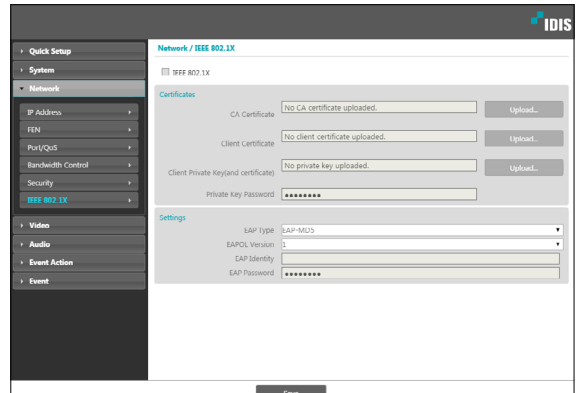 IDIS
Quick Setup
System
Network
IP Address
FEN
Port/QoS
Bandwidth Control
Security
IEEE 802.1X
Video
Audio
Event Action
Event
Network / IEEE 802.1X
IEEE 802.1X
Certificates
CA Certificate No CA certificate uploaded. Upload...
Client Certificate No client certificate uploaded. Upload...
Client Private Key(and certificate) No private key uploaded. Upload...
Private Key Password ●●●●●●●●
Settings
EAP Type EAP-MD5
EAPOL Version 1
EAP Identity
EAP Password ●●●●●●●●
Save